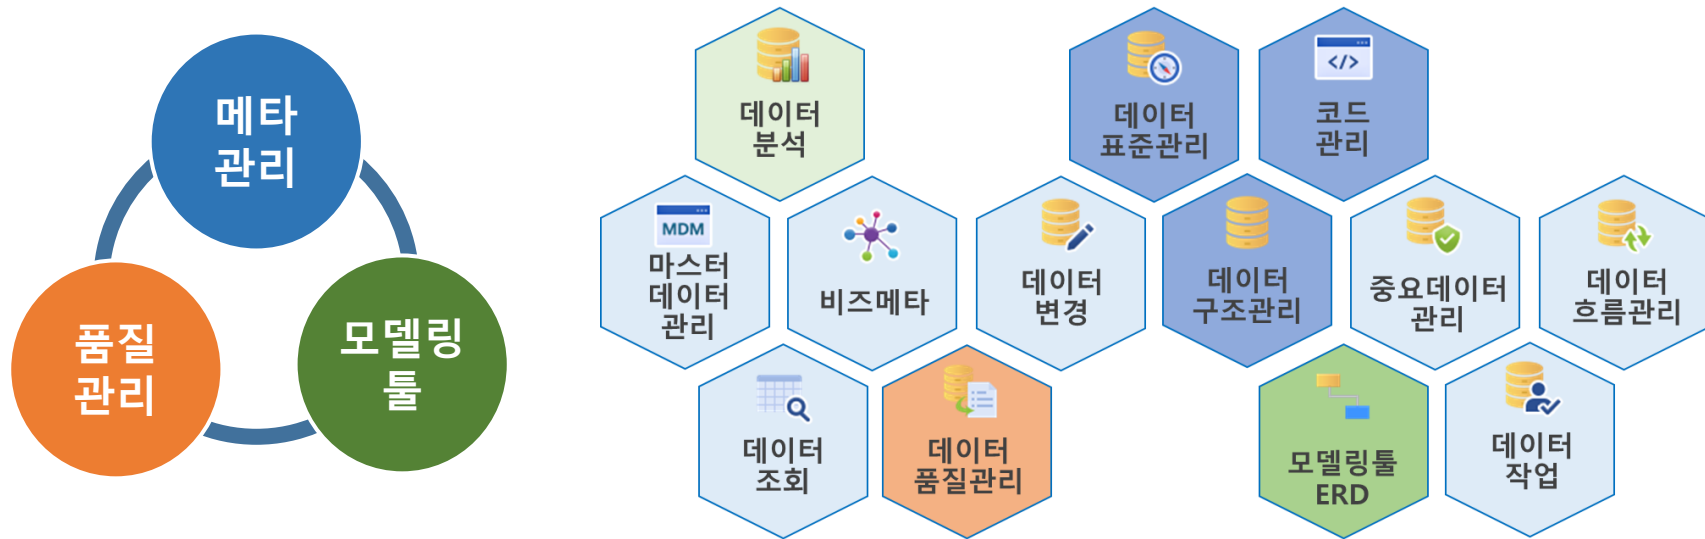 메타
관리
품질
관리
모델링
툴
데이터
분석
데이터
표준관리
</>
코드
관리
MDM
마스터
데이터
관리
비즈메타
데이터
변경
데이터
구조관리
중요데이터
관리
데이터
흐름관리
데이터
조회
데이터
품질관리
모델링툴
ERD
데이터
작업